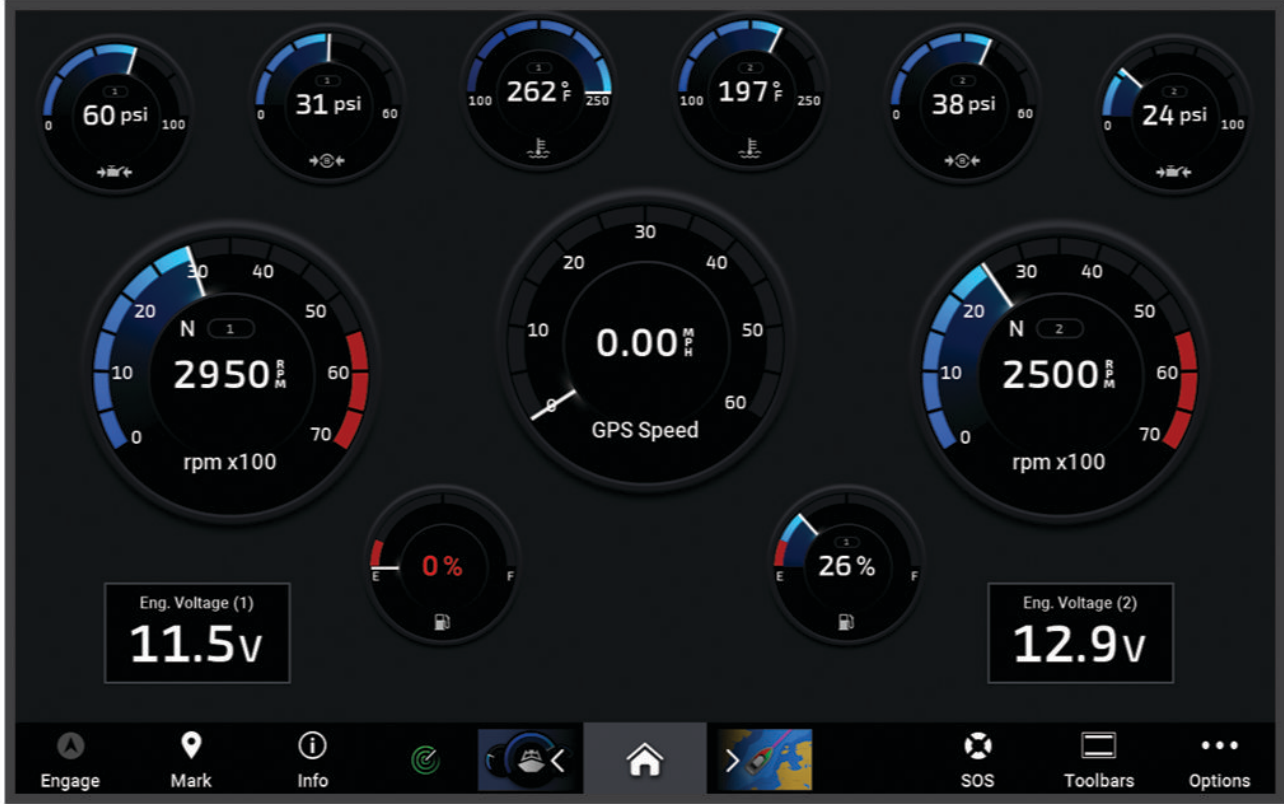 1
60 psi
0
100
1
31 psi
0
60
1
262 °F
100
250
2
197 °F
100
250
2
38 psi
0
60
2
24 psi
0
100
0
10
20
30
40
50
60
70
N
1
2950 RPM
rpm x100
0
10
20
30
40
50
60
0.00 MPH
GPS Speed
0
10
20
30
40
50
60
70
N
2
2500 RPM
rpm x100
0 %
E
F
1
26 %
E
F
Eng. Voltage (1)
11.5 V
Eng. Voltage (2)
12.9 V
Engage
Mark
Info
SOS
Toolbars
Options